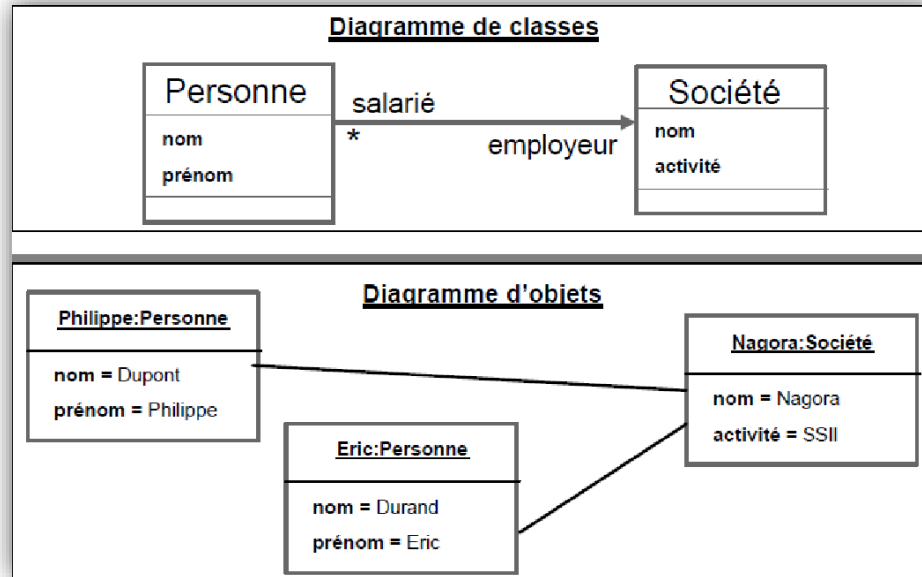 Diagramme de classes
Personne
nom
prénom
salarié
*
employeur
Société
nom
activité
Diagramme d'objets
Philippe:Personne
nom = Dupont
prénom = Philippe
Eric:Personne
nom = Durand
prénom = Eric
Nagora:Société
nom = Nagora
activité = SSII